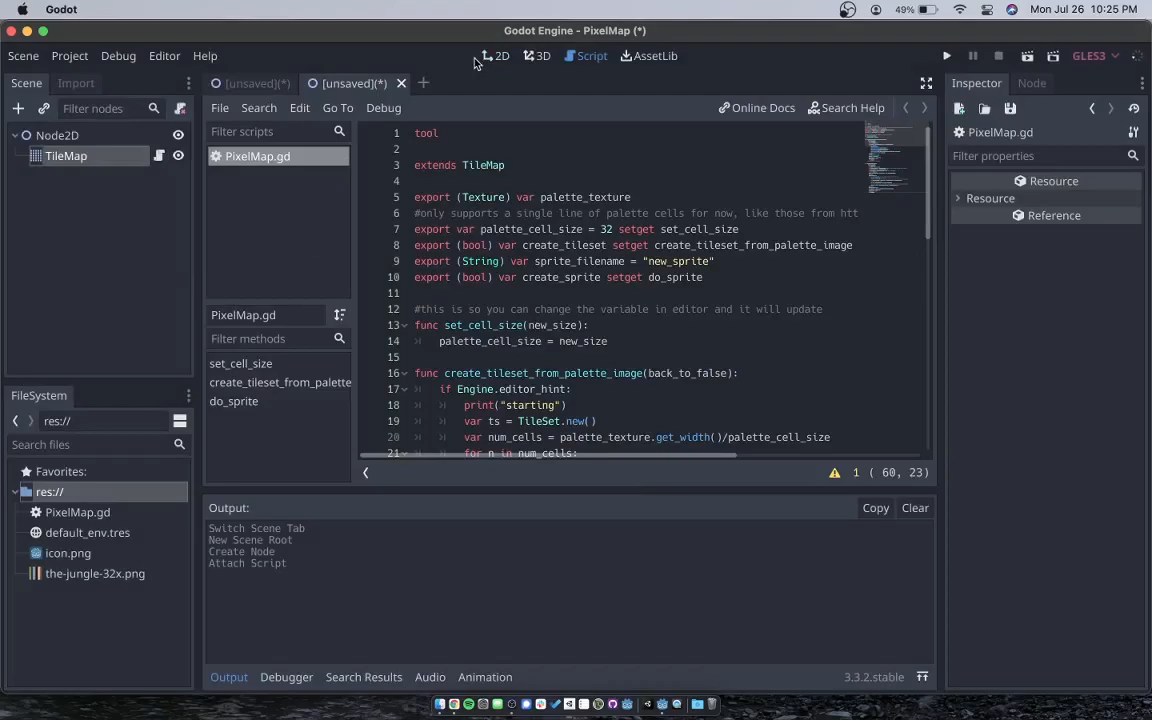 Godot
49%
Mon Jul 26 10:25 PM
Godot Engine - PixelMap (*)
Scene Project Debug Editor Help
2D 3D Script AssetLib
GLES3
Scene Import
[unsaved](*) [unsaved](*)
Inspector Node
Filter nodes
File Search Edit Go To Debug
Online Docs Search Help
Node2D
TileMap
Filter scripts
PixelMap.gd
PixelMap.gd
Filter methods
set_cell_size
create_tileset_from_palette
do_sprite
1 tool
2
3 extends TileMap
4
5 export (Texture) var palette_texture
6 #only supports a single line of palette cells for now, like those from htt
7 export var palette_cell_size = 32 setget set_cell_size
8 export (bool) var create_tileset setget create_tileset_from_palette_image
9 export (String) var sprite_filename = "new_sprite"
10 export (bool) var create_sprite setget do_sprite
11
12 #this is so you can change the variable in editor and it will update
13 func set_cell_size(new_size):
14 palette_cell_size = new_size
15
16 func create_tileset_from_palette_image(back_to_false):
17 if Engine.editor_hint:
18 print("starting")
19 var ts = TileSet.new()
20 var num_cells = palette_texture.get_width()/palette_cell_size
21 for n in num_cells:
1 ( 60, 23)
PixelMap.gd
Filter properties
Resource
Resource
Reference
FileSystem
res://
Search files
Favorites:
res://
PixelMap.gd
default_env.tres
icon.png
the-jungle-32x.png
Output:
Copy Clear
Switch Scene Tab
New Scene Root
Create Node
Attach Script
Output Debugger Search Results Audio Animation
3.3.2.stable